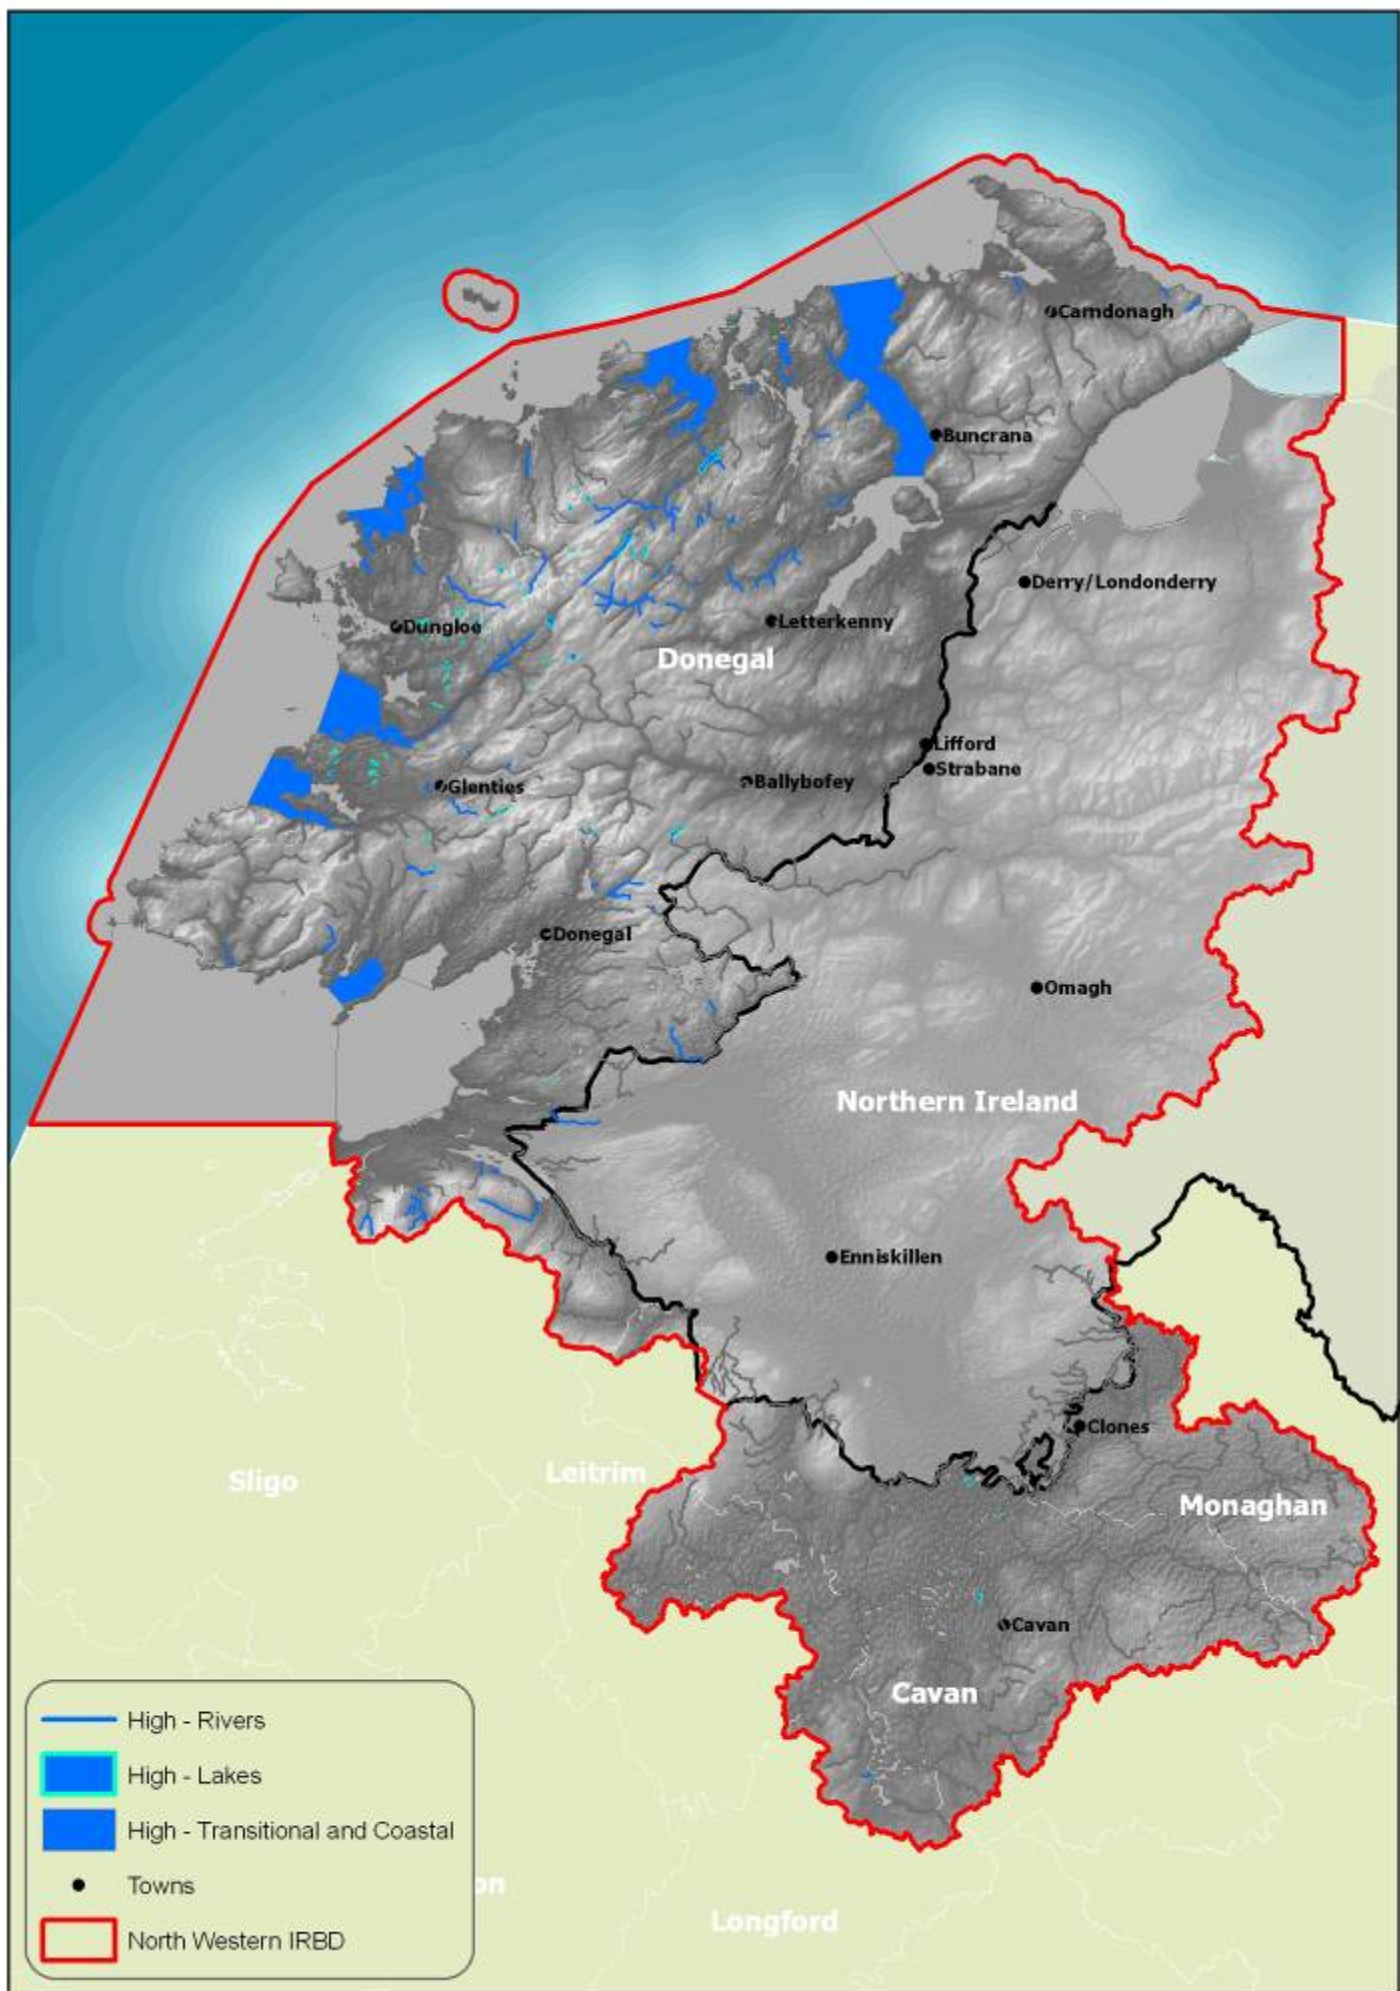 Carndonagh
Buncrana
Derry/Londonderry
Dungloe
Letterkenny
Donegal
Lifford
Strabane
Glenties
Ballybofey
Donegal
Omagh
Northern Ireland
Enniskillen
Clones
Sligo
Leitrim
Monaghan
Cavan
Cavan
High - Rivers
High - Lakes
High - Transitional and Coastal
Towns
on
North Western IRBD
Longford